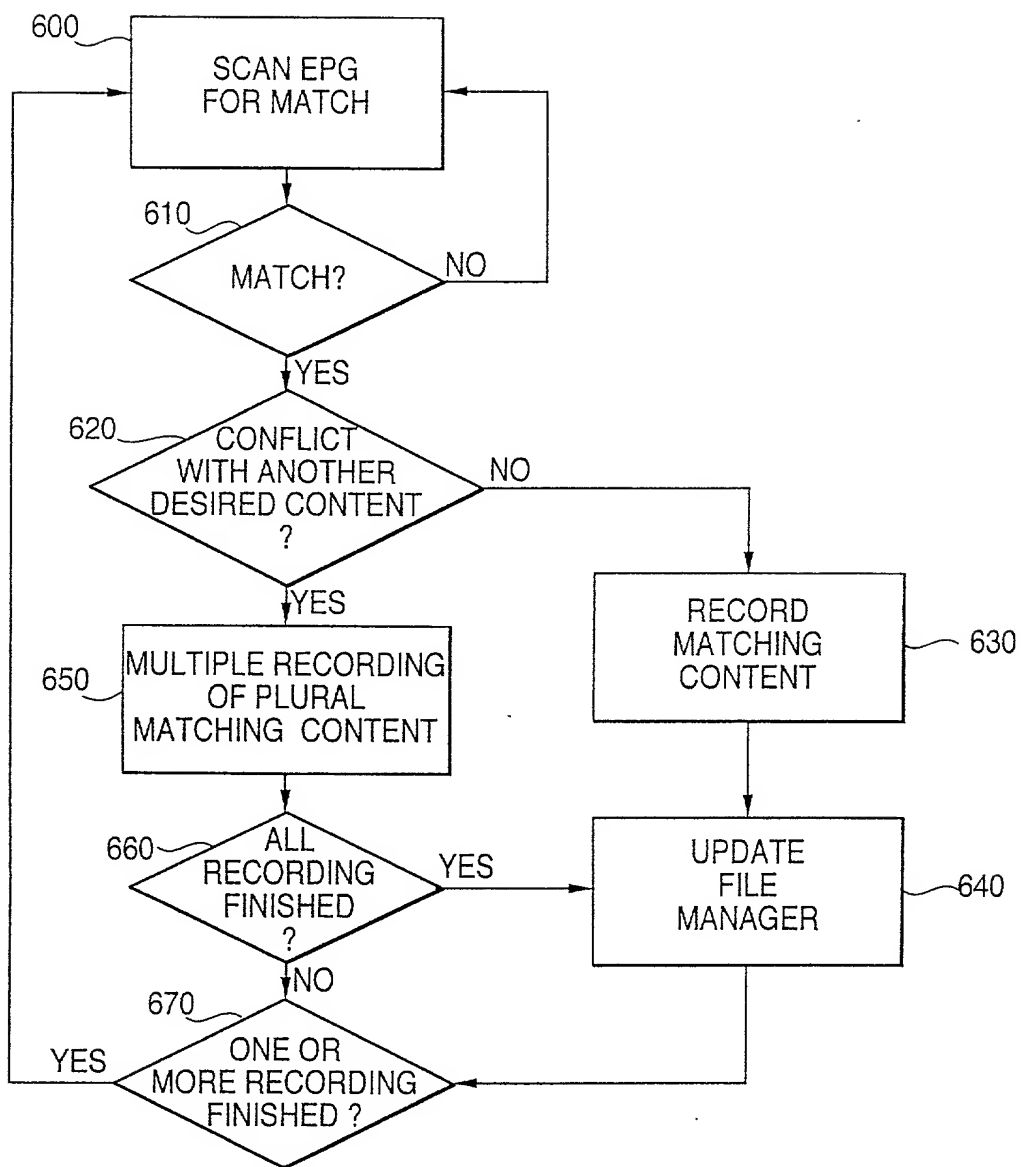 600
SCAN EPG
FOR MATCH
610
MATCH?
NO
YES
620
CONFLICT
WITH ANOTHER
DESIRED CONTENT
?
NO
YES
RECORD
MATCHING
CONTENT
630
650
MULTIPLE RECORDING
OF PLURAL
MATCHING CONTENT
660
ALL
RECORDING
FINISHED
?
YES
UPDATE
FILE
MANAGER
640
NO
670
YES
ONE OR
MORE RECORDING
FINISHED ?